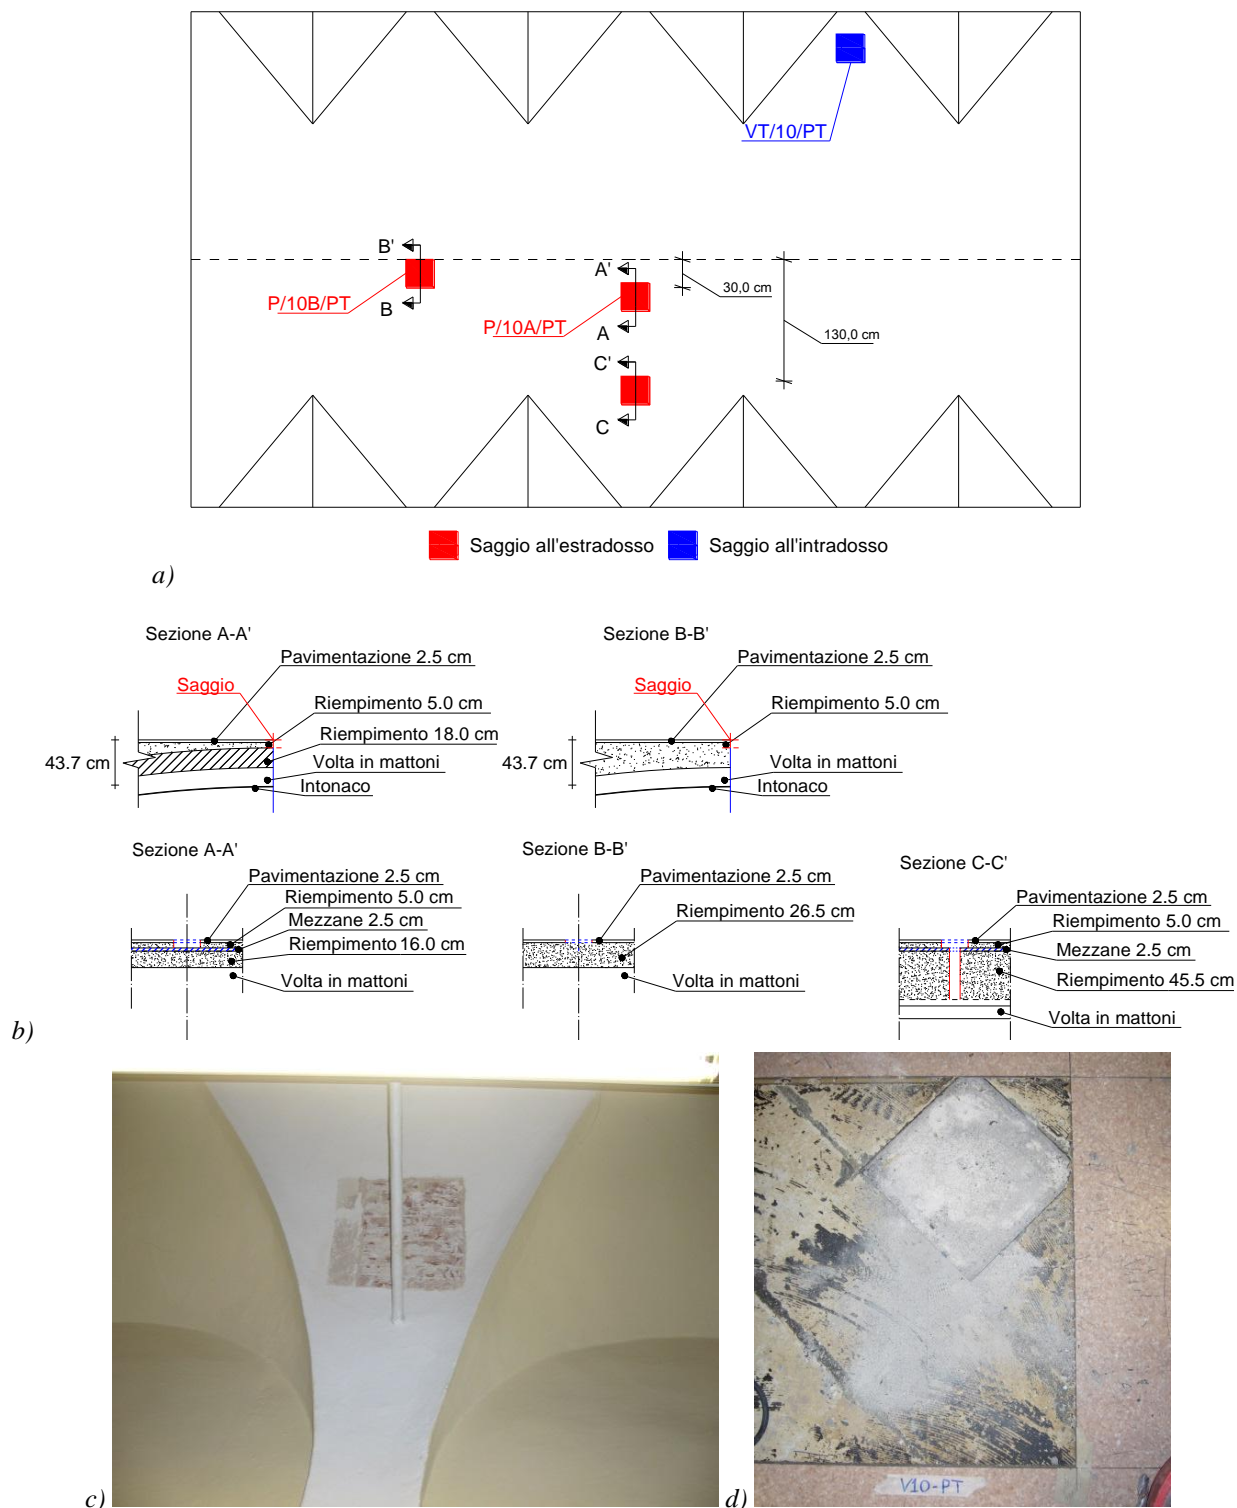 VT/10/PT
B'
P/10B/PT
B
A'
P/10A/PT
A
C'
C
30,0 cm
130,0 cm
Saggio all'estradosso
Saggio all'intradosso
a)
Sezione A-A'
Pavimentazione 2.5 cm
Saggio
Riempimento 5.0 cm
Riempimento 18.0 cm
43.7 cm
Volta in mattoni
Intonaco
Sezione B-B'
Pavimentazione 2.5 cm
Saggio
Riempimento 5.0 cm
43.7 cm
Volta in mattoni
Intonaco
Sezione A-A'
Pavimentazione 2.5 cm
Riempimento 5.0 cm
Mezzane 2.5 cm
Riempimento 16.0 cm
Volta in mattoni
Sezione B-B'
Pavimentazione 2.5 cm
Riempimento 26.5 cm
Volta in mattoni
Sezione C-C'
Pavimentazione 2.5 cm
Riempimento 5.0 cm
Mezzane 2.5 cm
Riempimento 45.5 cm
Volta in mattoni
b)
c)
d)
V10-PT